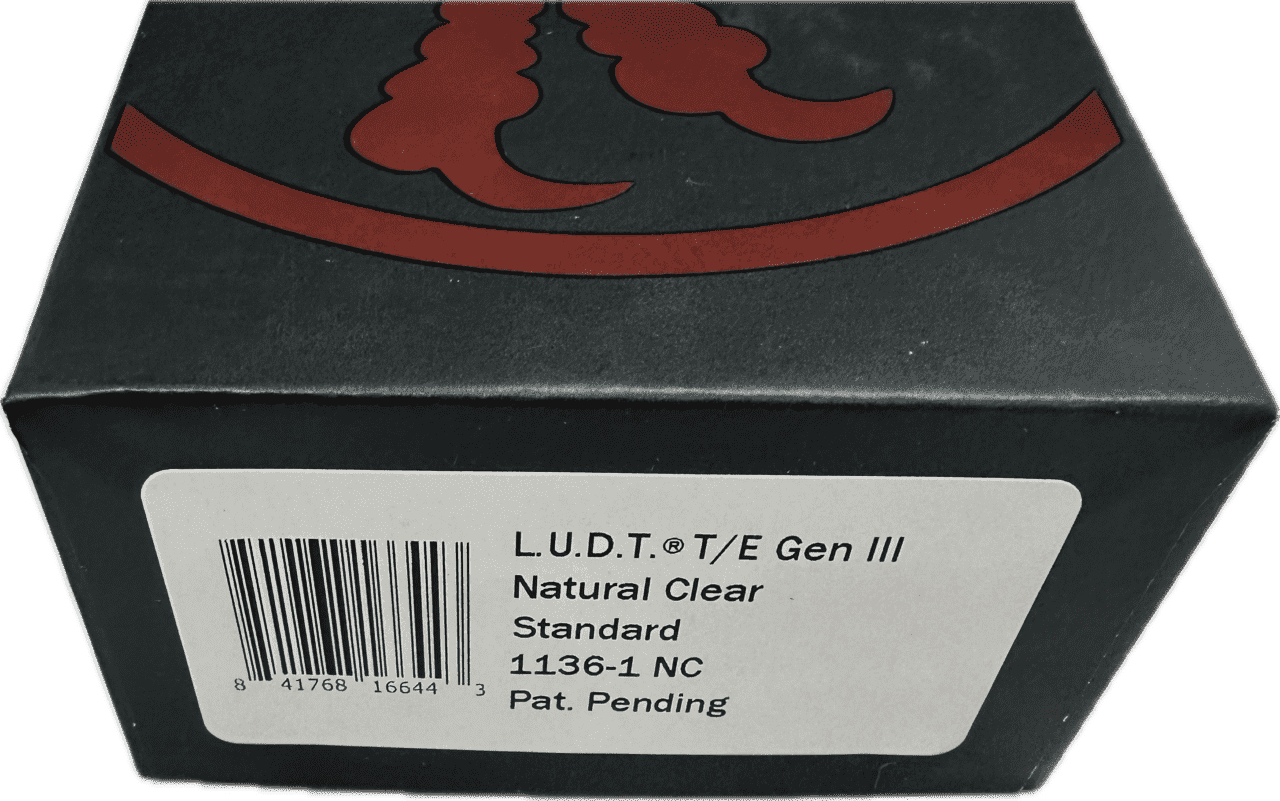 L.U.D.T.® T/E Gen III
Natural Clear
Standard
1136-1 NC
Pat. Pending
8 41768 16644 3